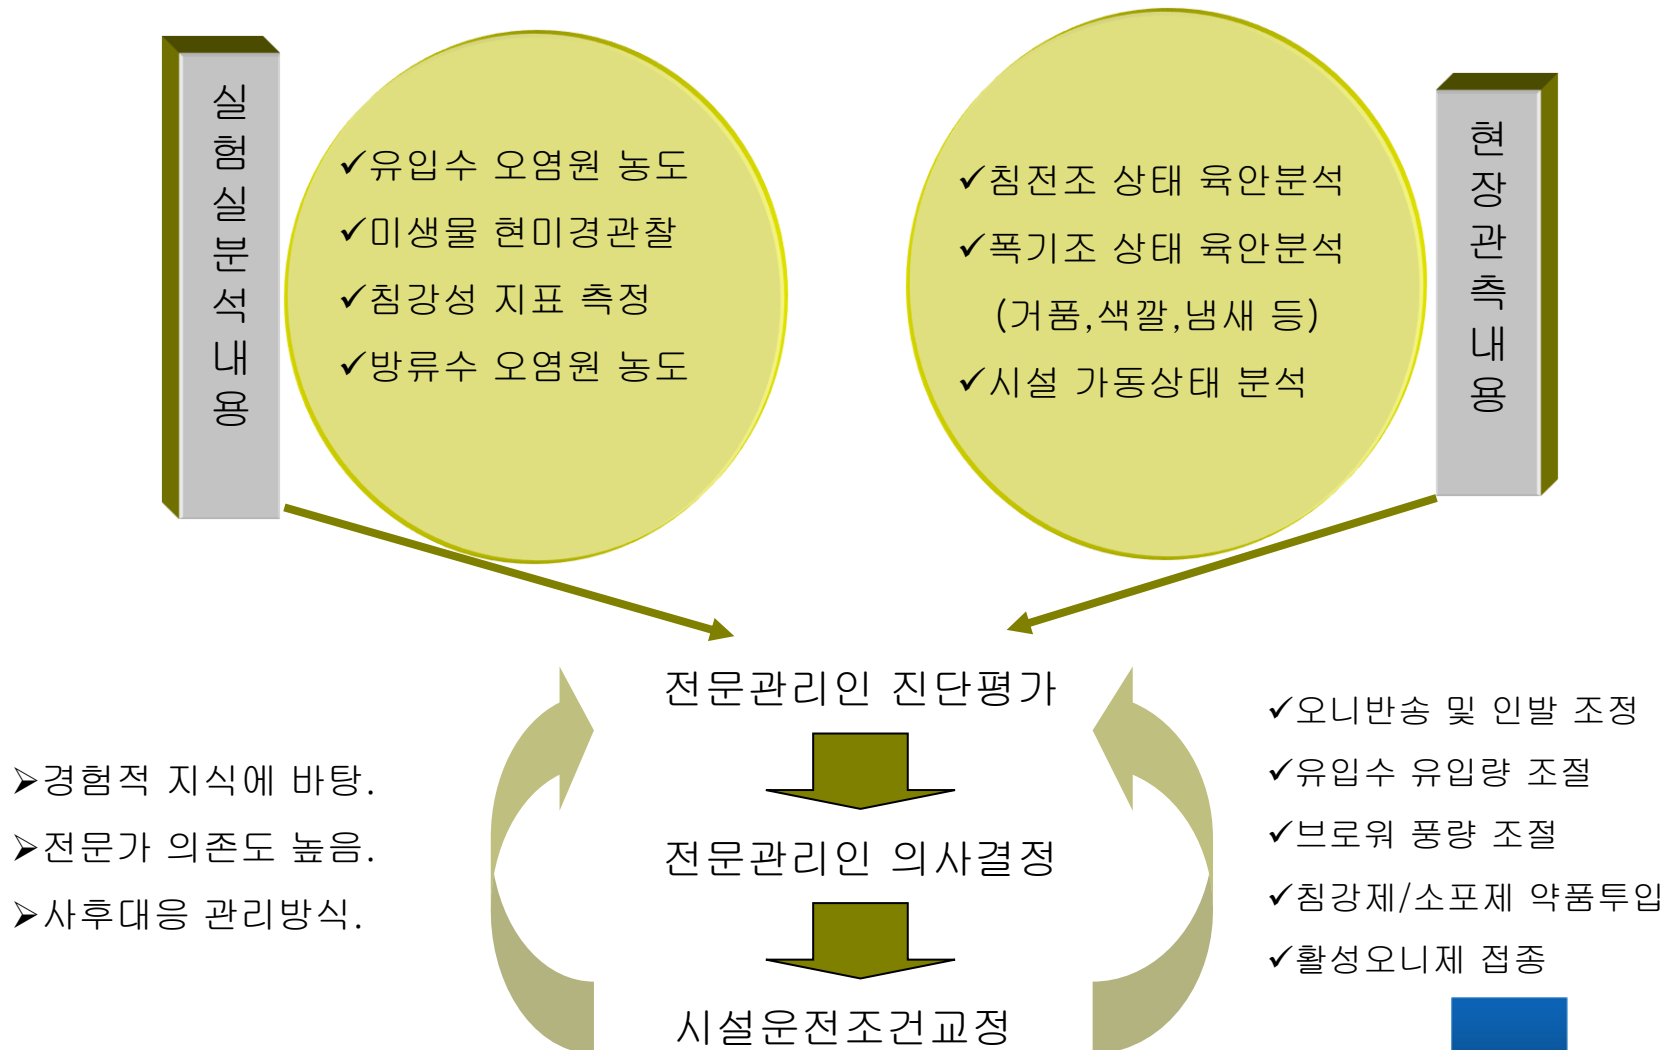 실험실분석내용
✓유입수 오염원 농도
✓미생물 현미경관찰
✓침강성 지표 측정
✓방류수 오염원 농도
✓침전조 상태 육안분석
✓폭기조 상태 육안분석
(거품,색깔,냄새 등)
✓시설 가동상태 분석
현장관측내용
전문관리인 진단평가
전문관리인 의사결정
시설운전조건교정
➢경험적 지식에 바탕.
➢전문가 의존도 높음.
➢사후대응 관리방식.
✓오니반송 및 인발 조정
✓유입수 유입량 조절
✓브로워 풍량 조절
✓침강제/소포제 약품투입
✓활성오니제 접종